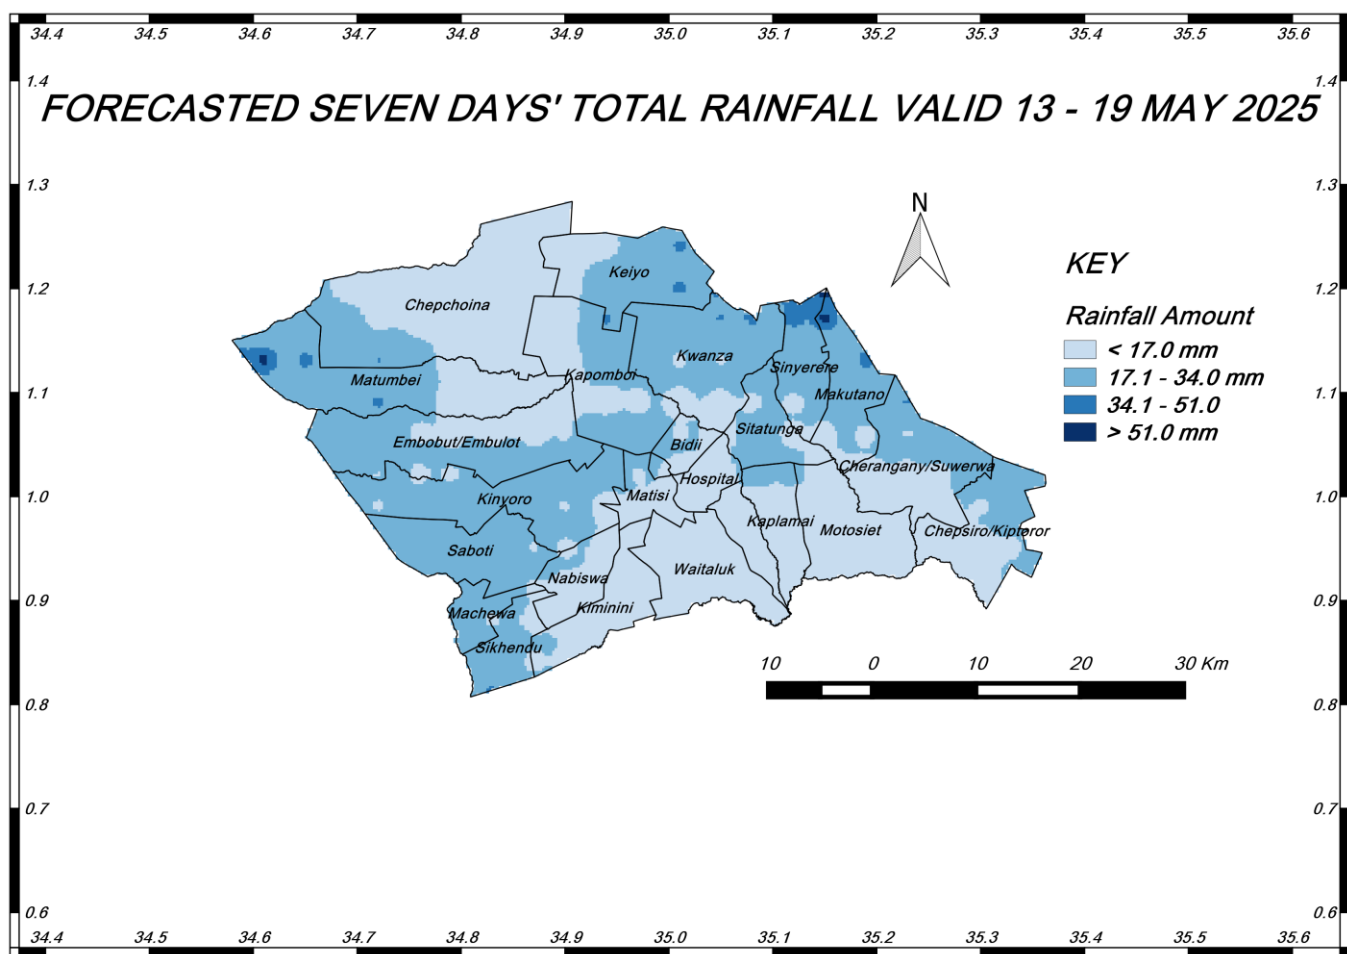 34.4 34.5 34.6 34.7 34.8 34.9 35.0 35.1 35.2 35.3 35.4 35.5 35.6
1.4 1.4
FORECASTED SEVEN DAYS' TOTAL RAINFALL VALID 13 - 19 MAY 2025
1.3 1.3
N
KEY
Keiyo
1.2 1.2
Chepchoina
Rainfall Amount
< 17.0 mm
Kwanza
Sinyerere
17.1 - 34.0 mm
Matumbei
Kapomboi
1.1 1.1
Makutano
34.1 - 51.0
Sitatunga
> 51.0 mm
Embobut/Embulot
Bidii
Cherangany/Suwerwa
Hospital
1.0 1.0
Kinyoro
Matisi
Kaplamai
Motosiet
Chepsiro/Kiptoror
Saboti
Waitaluk
Nabiswa
0.9 0.9
Machewa
Kiminini
Sikhendu
10 0 10 20 30 Km
0.8 0.8
0.7 0.7
0.6 0.6
34.4 34.5 34.6 34.7 34.8 34.9 35.0 35.1 35.2 35.3 35.4 35.5 35.6